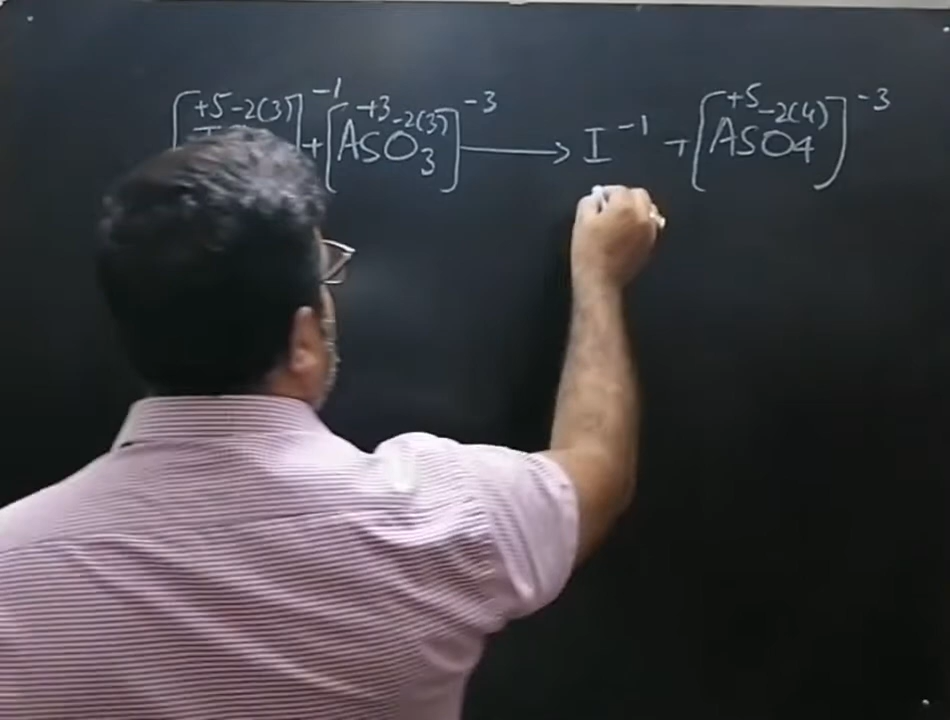 +5 -2(3) -1 +3 -2(3) -3 +5 -2(4) -3
[ ] + [ASO3] → I -1 + [ASO4]